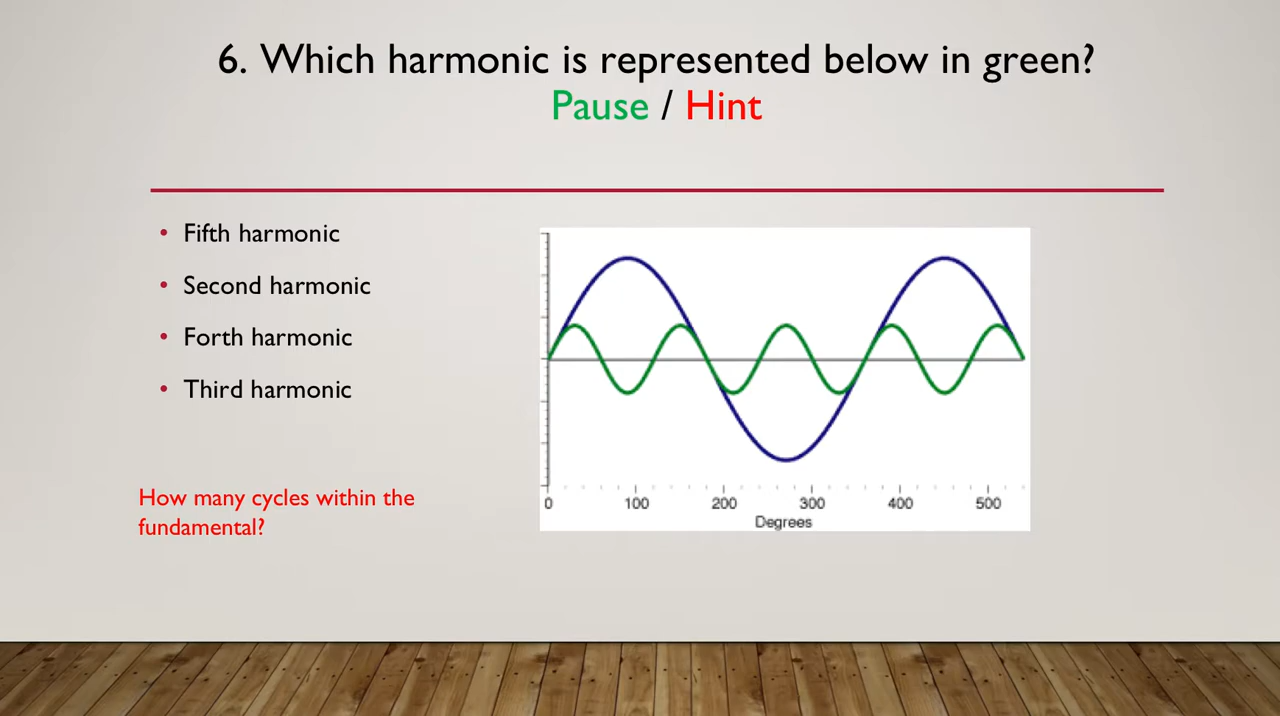 6. Which harmonic is represented below in green?
Pause / Hint
• Fifth harmonic
• Second harmonic
• Forth harmonic
• Third harmonic
How many cycles within the
fundamental?
0 100 200 300 400 500
Degrees